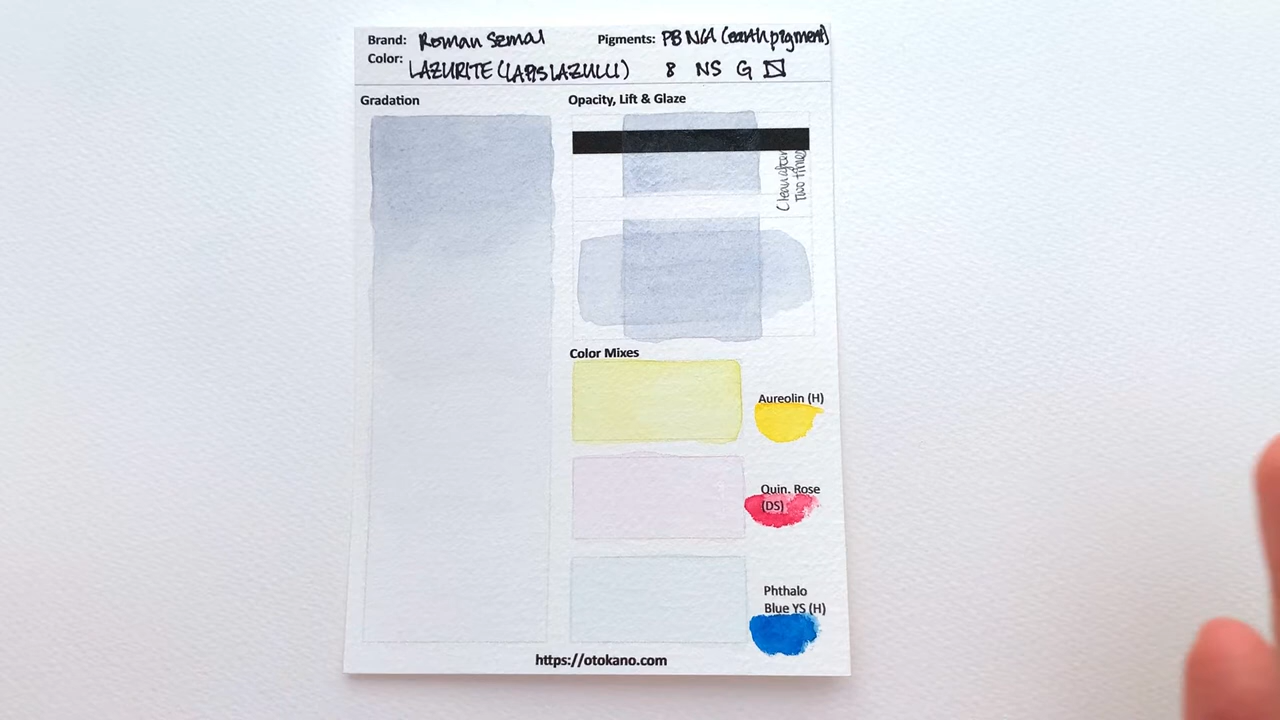 Brand: Roman Szmal Pigments: PB N/A (earth pigment)
Color: LAZURITE (LAPIS LAZULLI) 8 NS G
Gradation
Opacity, Lift & Glaze
Clean after
Two times
Color Mixes
Aureolin (H)
Quin. Rose
(DS)
Phthalo
Blue YS (H)
https://otokano.com